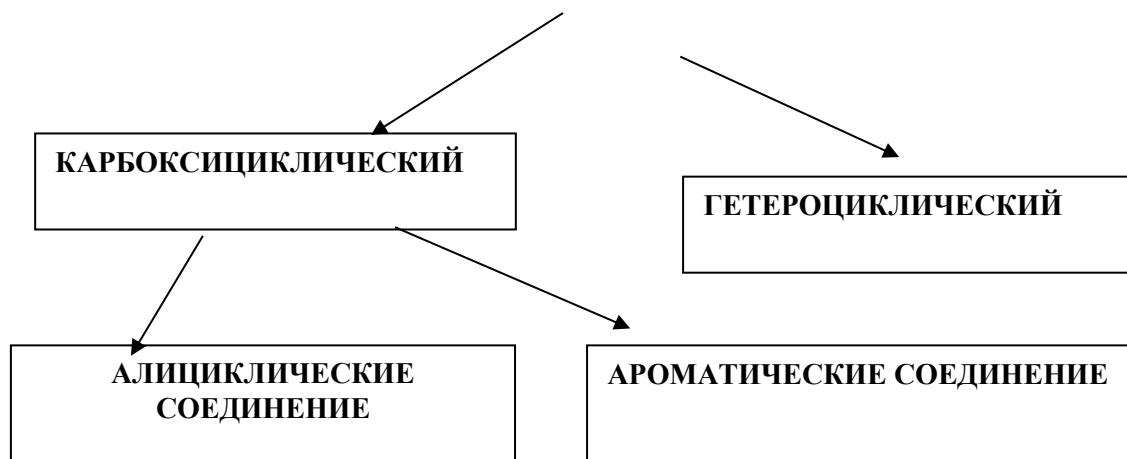 КАРБОКСИЦИКЛИЧЕСКИЙ
ГЕТЕРОЦИКЛИЧЕСКИЙ
АЛИЦИКЛИЧЕСКИЕ
СОЕДИНЕНИЕ
АРОМАТИЧЕСКИЕ СОЕДИНЕНИЕ